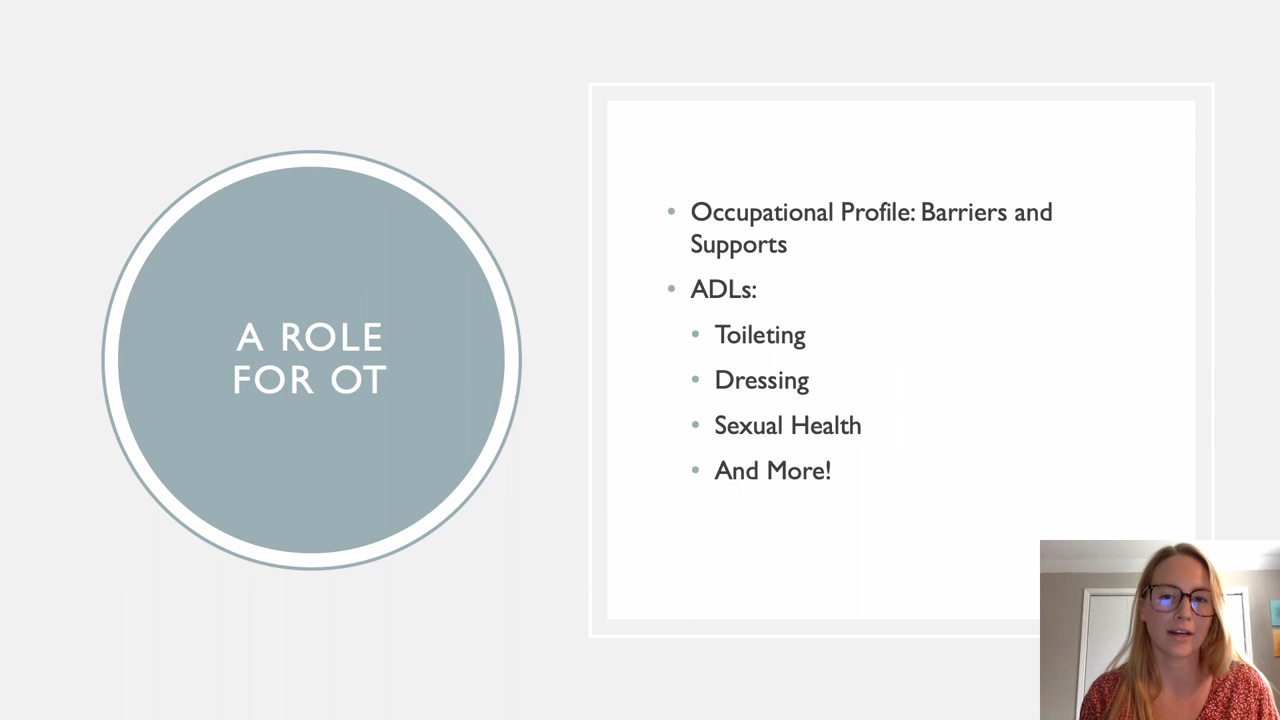 A ROLE
FOR OT
• Occupational Profile: Barriers and
Supports
• ADLs:
• Toileting
• Dressing
• Sexual Health
• And More!